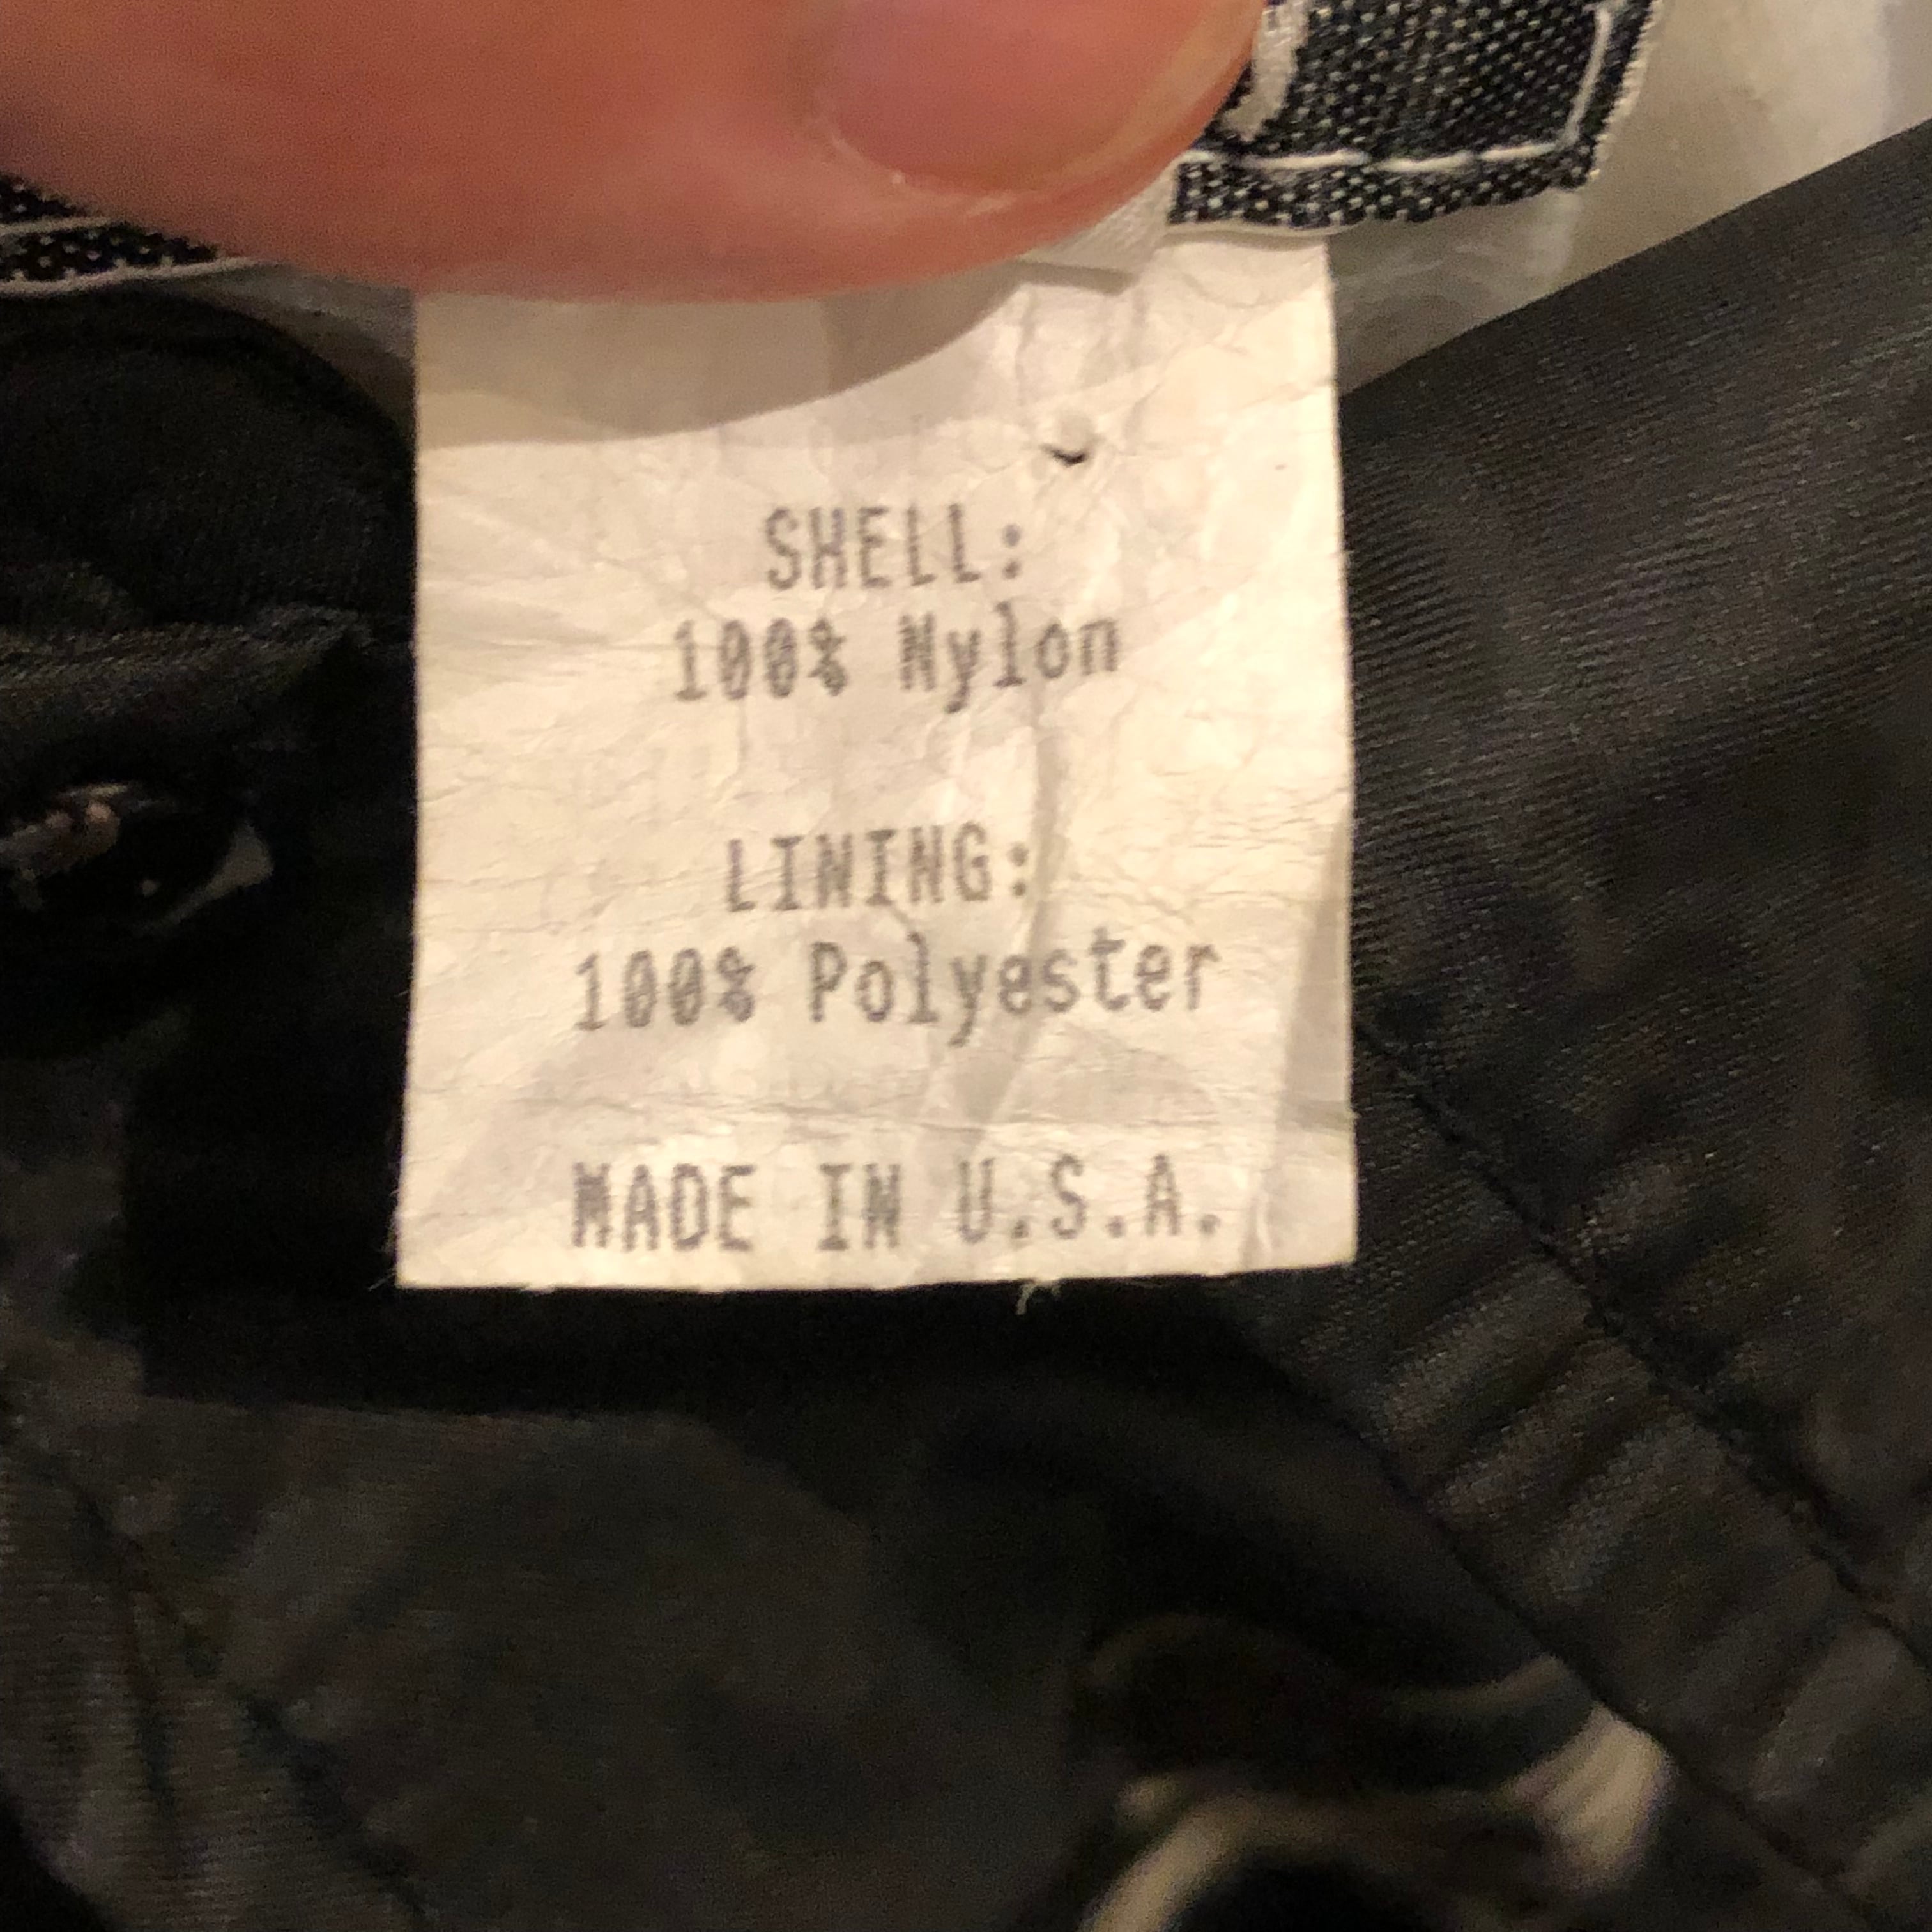 SHELL:
100% Nylon
LINING:
100% Polyester
MADE IN U.S.A.